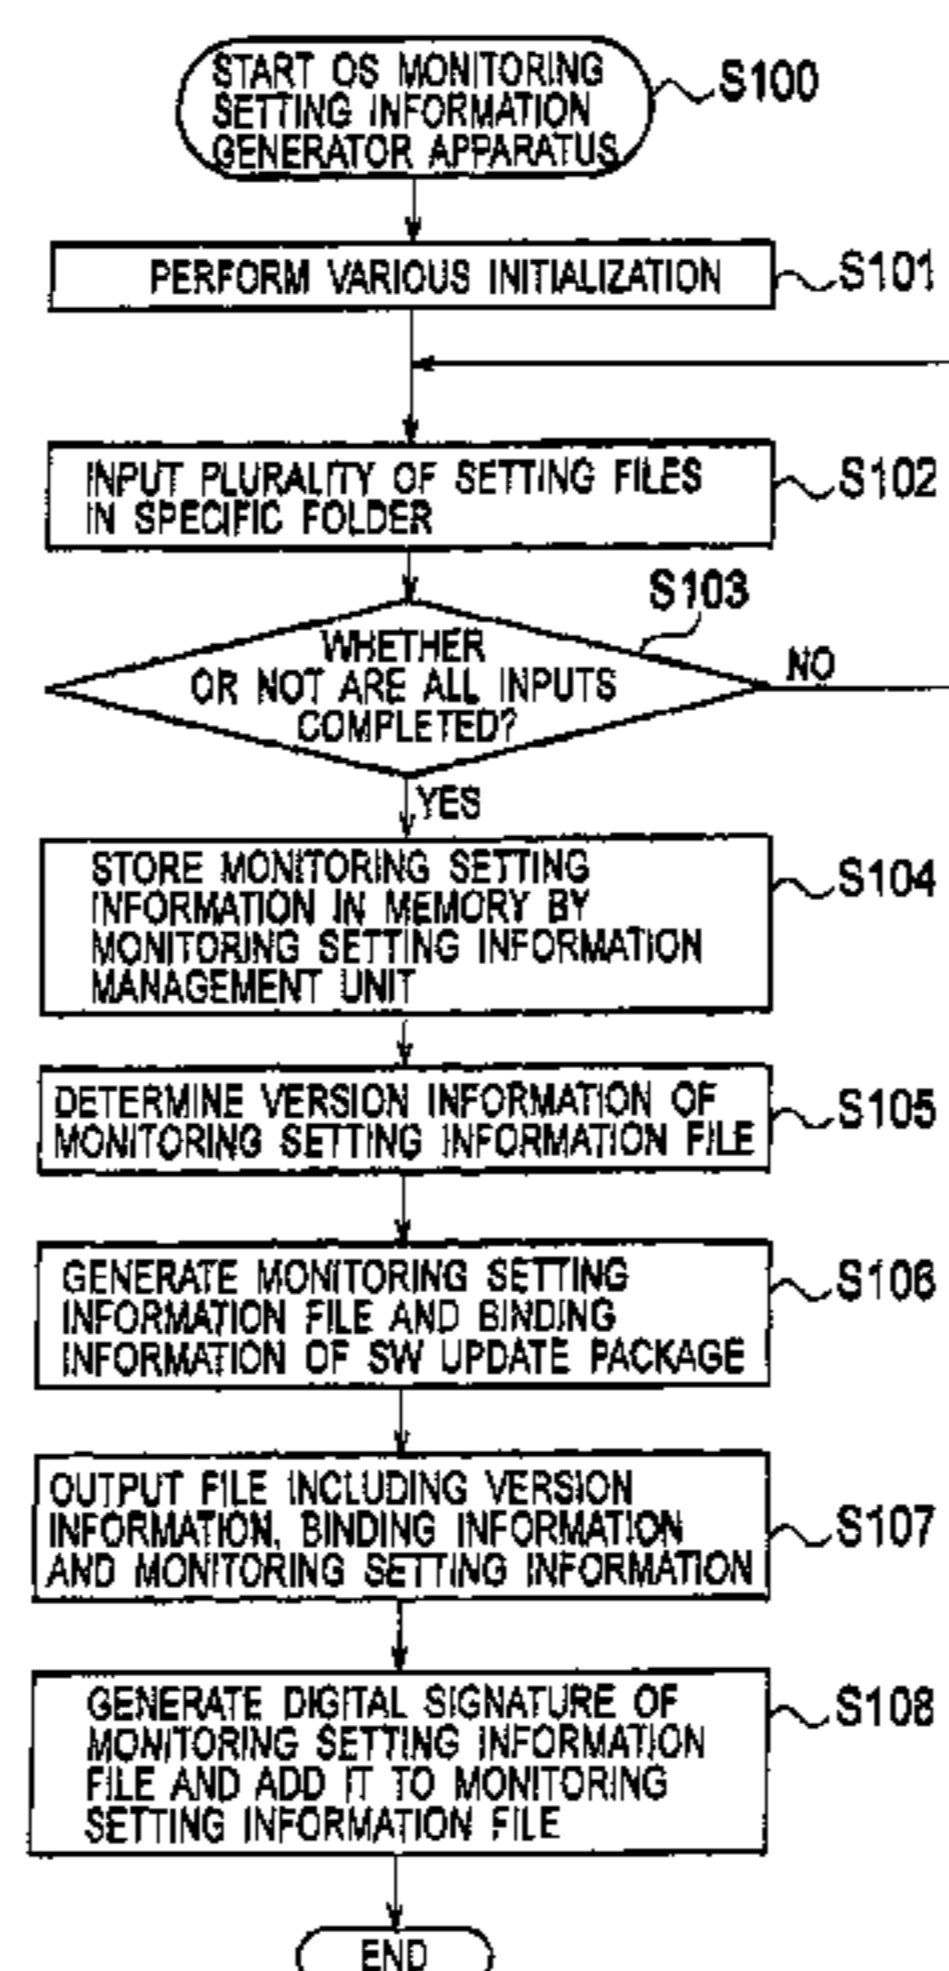 START OS MONITORING
SETTING INFORMATION
GENERATOR APPARATUS
S100
PERFORM VARIOUS INITIALIZATION
S101
INPUT PLURALITY OF SETTING FILES
IN SPECIFIC FOLDER
S102
S103
WHETHER
OR NOT ARE ALL INPUTS
COMPLETED?
NO
YES
STORE MONITORING SETTING
INFORMATION IN MEMORY BY
MONITORING SETTING INFORMATION
MANAGEMENT UNIT
S104
DETERMINE VERSION INFORMATION OF
MONITORING SETTING INFORMATION FILE
S105
GENERATE MONITORING SETTING
INFORMATION FILE AND BINDING
INFORMATION OF SW UPDATE PACKAGE
S106
OUTPUT FILE INCLUDING VERSION
INFORMATION, BINDING INFORMATION
AND MONITORING SETTING INFORMATION
S107
GENERATE DIGITAL SIGNATURE OF
MONITORING SETTING INFORMATION
FILE AND ADD IT TO MONITORING
SETTING INFORMATION FILE
S108
END